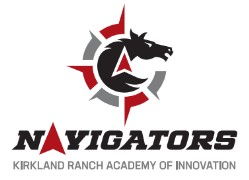 NAVIGATORS
KIRKLAND RANCH ACADEMY OF INNOVATION